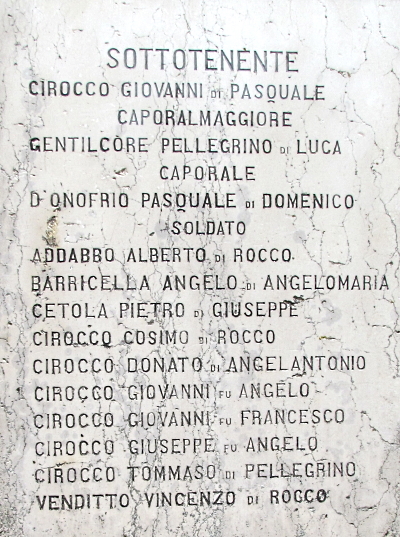 SOTTOTENENTE
CIROCCO GIOVANNI DI PASQUALE
CAPORALMAGGIORE
GENTILCORE PELLEGRINO DI LUCA
CAPORALE
D'ONOFRIO PASQUALE DI DOMENICO
SOLDATO
ADDABBO ALBERTO DI ROCCO
BARRICELLA ANGELO DI ANGELOMARIA
CETOLA PIETRO DI GIUSEPPE
CIROCCO COSIMO DI ROCCO
CIROCCO DONATO DI ANGELANTONIO
CIROCCO GIOVANNI FU ANGELO
CIROCCO GIOVANNI FU FRANCESCO
CIROCCO GIUSEPPE FU ANGELO
CIROCCO TOMMASO DI PELLEGRINO
VENDITTO VINCENZO DI ROCCO